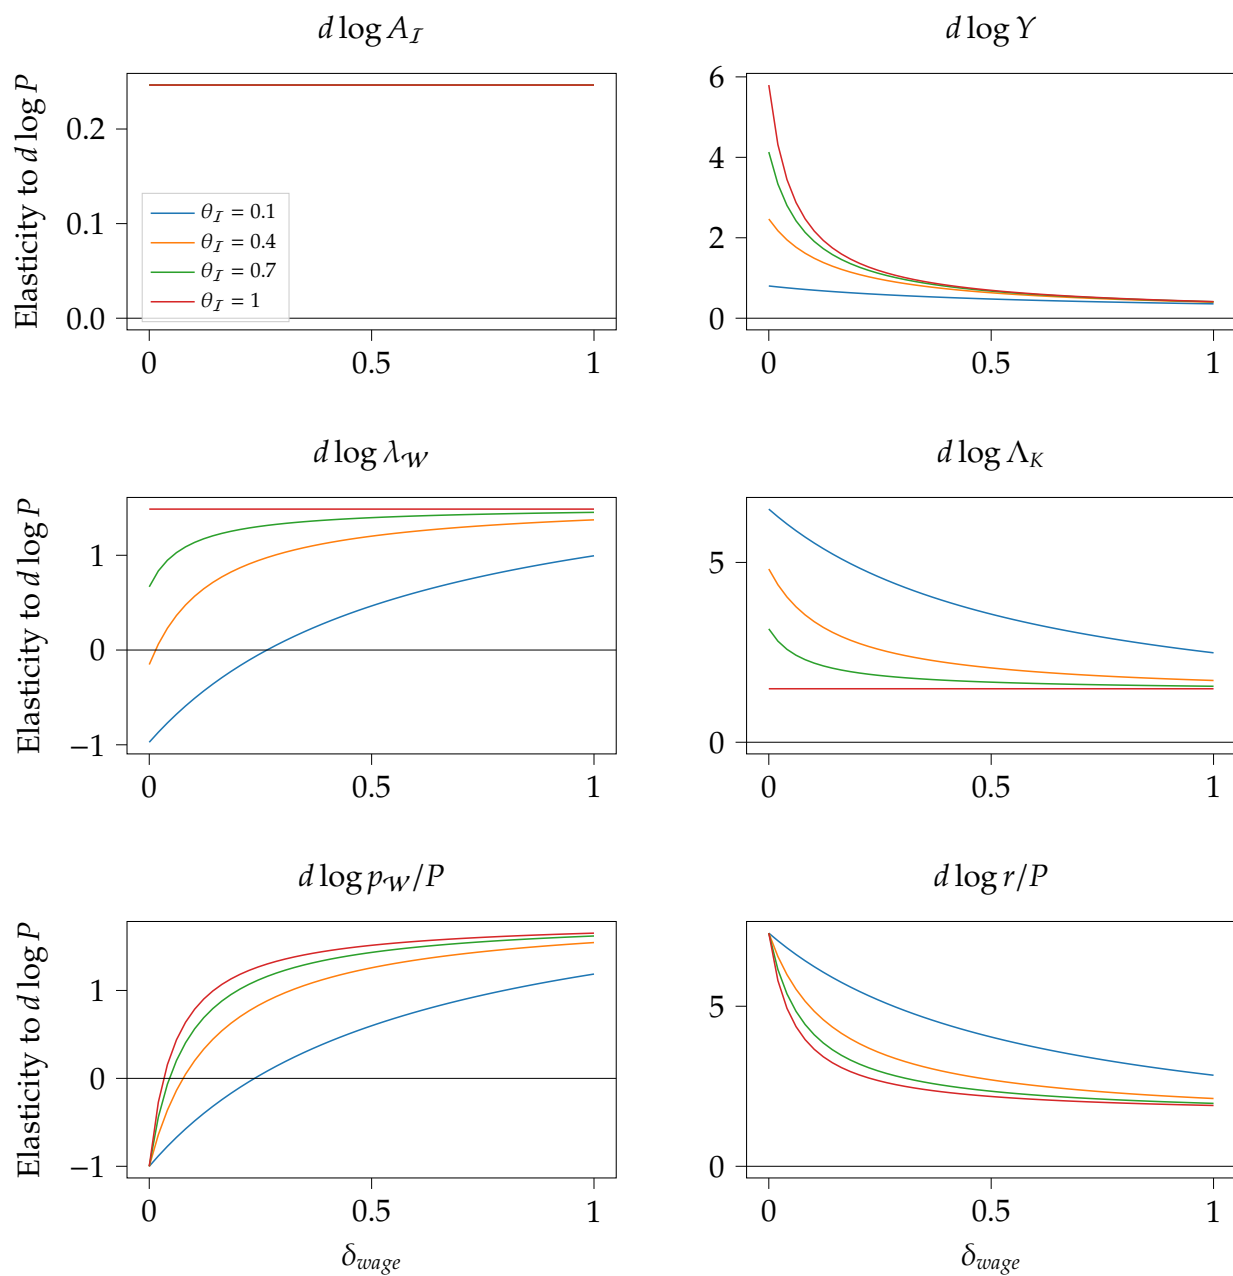 d log A_I
d log Y
Elasticity to d log P
0.2
0.1
0.0
θ_I = 0.1
θ_I = 0.4
θ_I = 0.7
θ_I = 1
0 0.5 1
6
4
2
0
0 0.5 1
d log λ_W
d log Λ_K
Elasticity to d log P
1
0
−1
0 0.5 1
5
0
0 0.5 1
d log p_W/P
d log r/P
Elasticity to d log P
1
0
−1
0 0.5 1
δ_wage
5
0
0 0.5 1
δ_wage